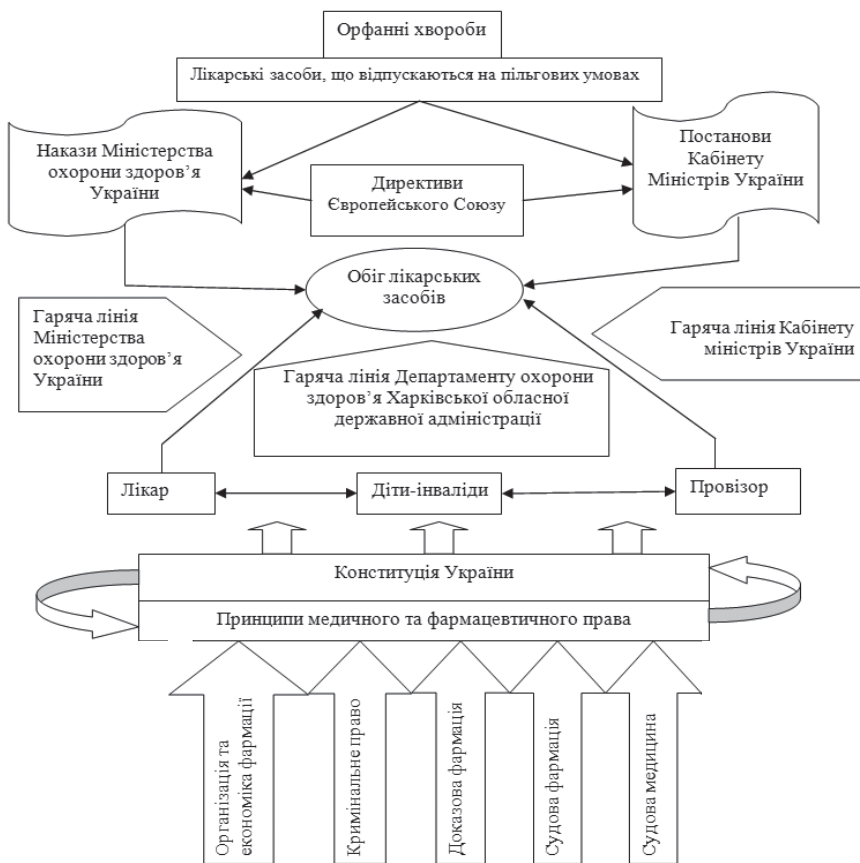 Орфанні хвороби
Лікарські засоби, що відпускаються на пільгових умовах
Накази Міністерства
охорони здоров’я
України
Директиви
Європейського Союзу
Постанови
Кабінету
Міністрів України
Обіг лікарських
засобів
Гаряча лінія
Міністерства
охорони здоров’я
України
Гаряча лінія Департаменту охорони
здоров’я Харківської обласної
державної адміністрації
Гаряча лінія Кабінету
міністрів України
Лікар
Діти-інваліди
Провізор
Конституція України
Принципи медичного та фармацевтичного права
Організація та
економіка фармації
Кримінальне право
Доказова фармація
Судова фармація
Судова медицина